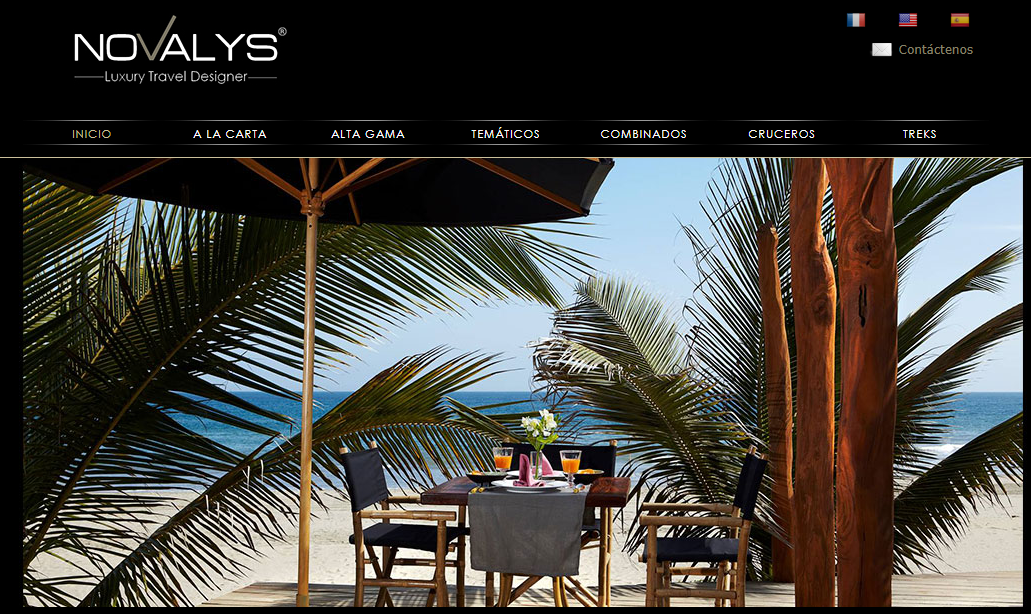 NOVALYS®
Luxury Travel Designer
Contáctenos
INICIO A LA CARTA ALTA GAMA TEMÁTICOS COMBINADOS CRUCEROS TREKS